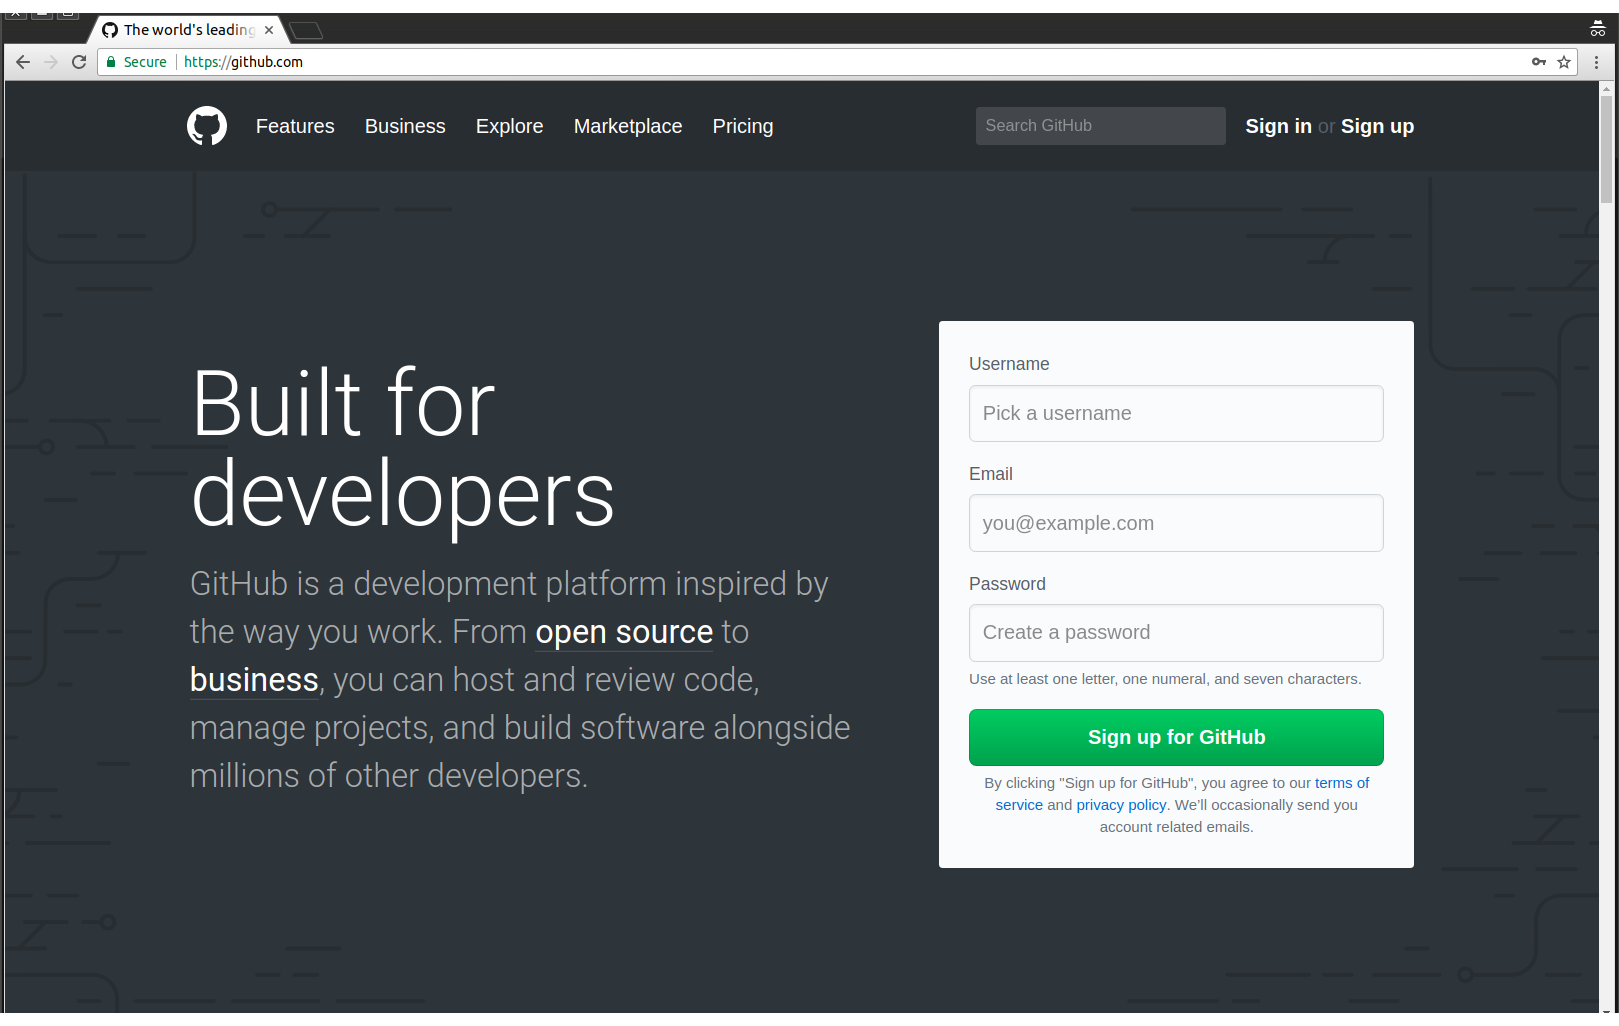 The world's leading
Secure https://github.com
Features Business Explore Marketplace Pricing Search GitHub Sign in or Sign up
Built for
developers
GitHub is a development platform inspired by
the way you work. From open source to
business, you can host and review code,
manage projects, and build software alongside
millions of other developers.
Username
Pick a username
Email
you@example.com
Password
Create a password
Use at least one letter, one numeral, and seven characters.
Sign up for GitHub
By clicking "Sign up for GitHub", you agree to our terms of
service and privacy policy. We’ll occasionally send you
account related emails.